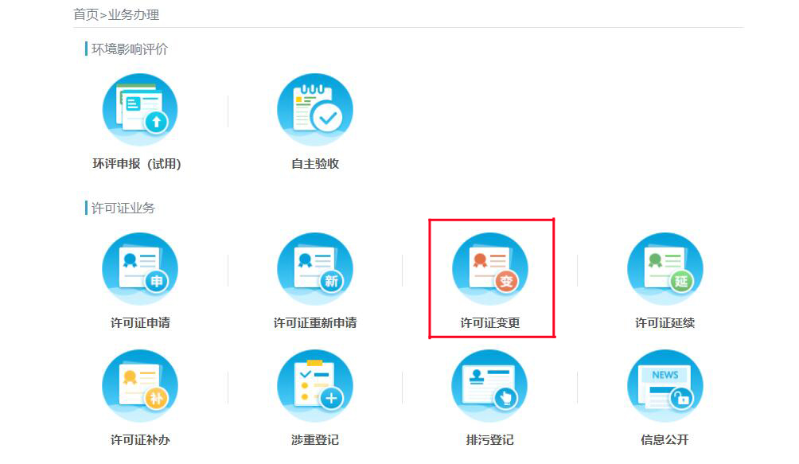 首页>业务办理
环境影响评价
环评申报（试用） 自主验收
许可证业务
申 新 变 延
许可证申请 许可证重新申请 许可证变更 许可证延续
补 NEWS
许可证补办 涉重登记 排污登记 信息公开